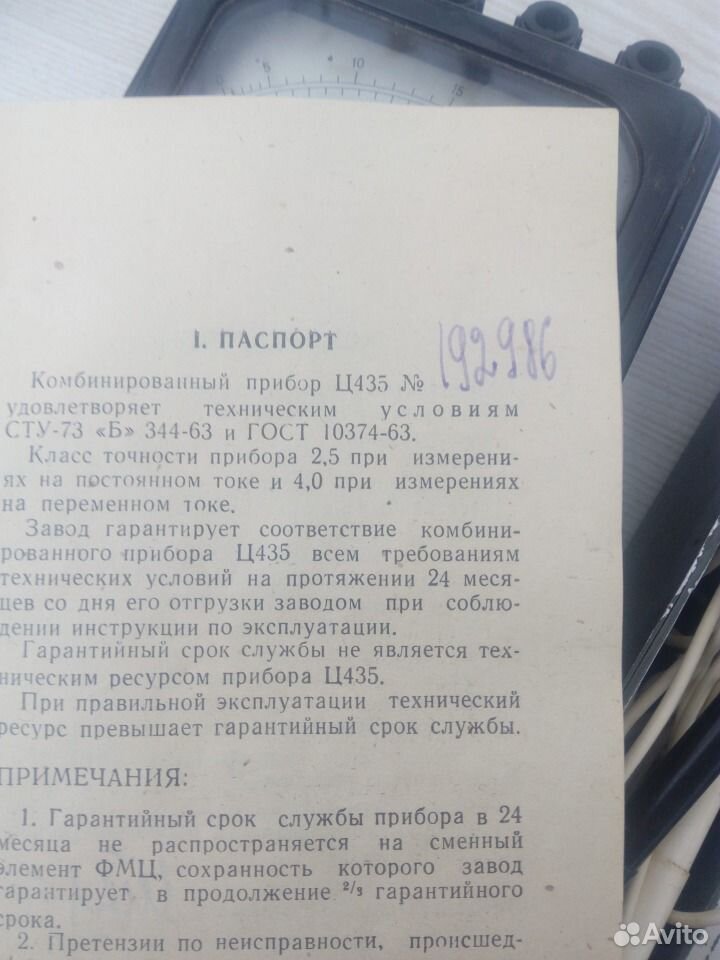 5 10 15
I. ПАСПОРТ
192986
Комбинированный прибор Ц435 №
удовлетворяет техническим условиям
СТУ-73 «Б» 344-63 и ГОСТ 10374-63.
Класс точности прибора 2,5 при измерени-
ях на постоянном токе и 4,0 при измерениях
на переменном токе.
Завод гарантирует соответствие комбини-
рованного прибора Ц435 всем требованиям
технических условий на протяжении 24 меся-
цев со дня его отгрузки заводом при соблю-
дении инструкции по эксплуатации.
Гарантийный срок службы не является тех-
ническим ресурсом прибора Ц435.
При правильной эксплуатации технический
ресурс превышает гарантийный срок службы.
ПРИМЕЧАНИЯ:
1. Гарантийный срок службы прибора в 24
месяца не распространяется на сменный
элемент ФМЦ, сохранность которого завод
гарантирует в продолжение 2/3 гарантийного
срока.
2. Претензии по неисправности, происшед-
Avito